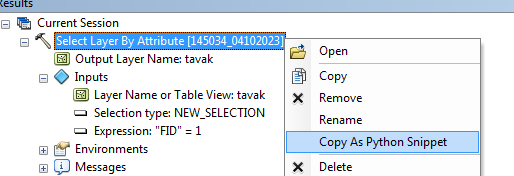 Results
Current Session
Select Layer By Attribute [145034_04102023]
Output Layer Name: tavak
Inputs
Layer Name or Table View: tavak
Selection type: NEW_SELECTION
Expression: "FID" = 1
Environments
Messages
Open
Copy
Remove
Rename
Copy As Python Snippet
Delete